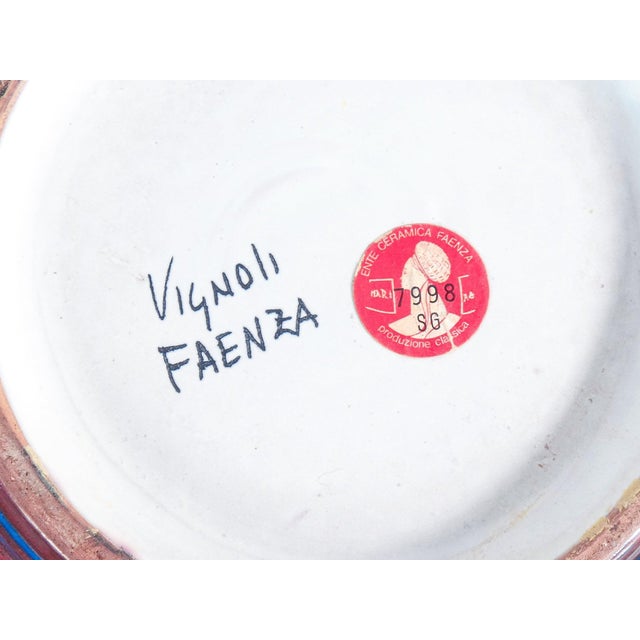 VIGNOLI
FAENZA
ENTE CERAMICA FAENZA
7998
SG
produzione classica